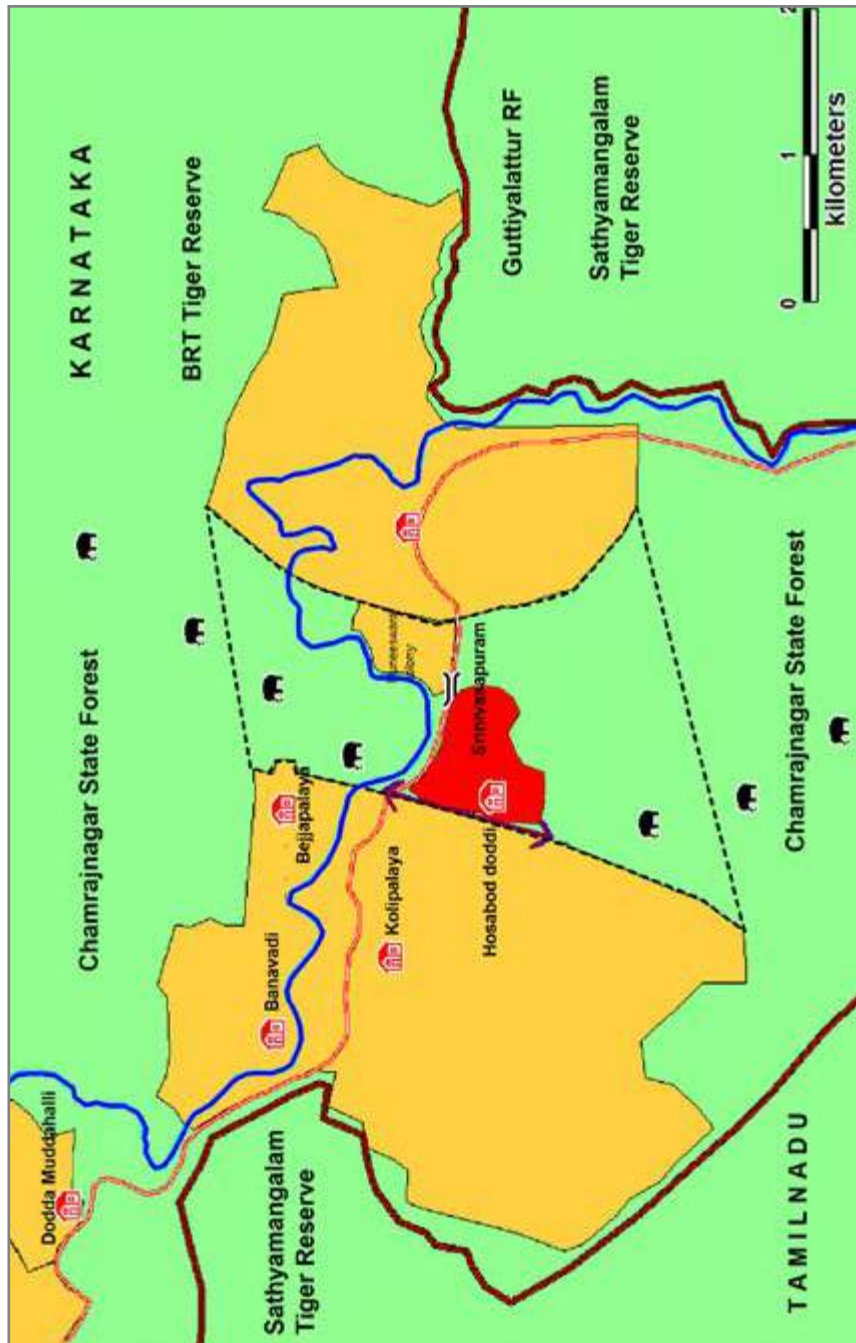 KARNATAKA
BRT Tiger Reserve
Chamrajnagar State Forest
Guttiyalattur RF
Sathyamangalam
Tiger Reserve
0 1 2
kilometers
Dodda Muddahalli
Banavadi
Bejjapalaya
Kolipalaya
Hosabod doddi
Srinivasapuram
Sathyamangalam
Tiger Reserve
Chamrajnagar State Forest
TAMILNADU